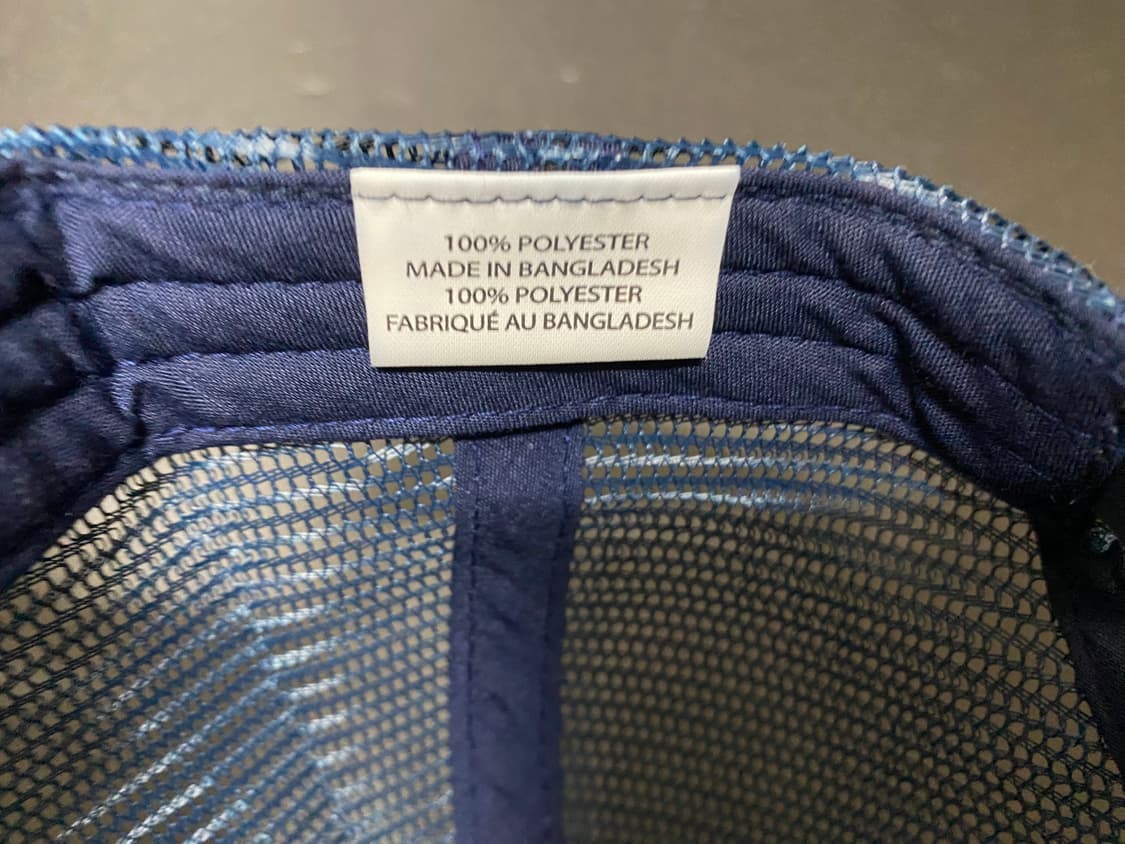 100% POLYESTER
MADE IN BANGLADESH
100% POLYESTER
FABRIQUÉ AU BANGLADESH